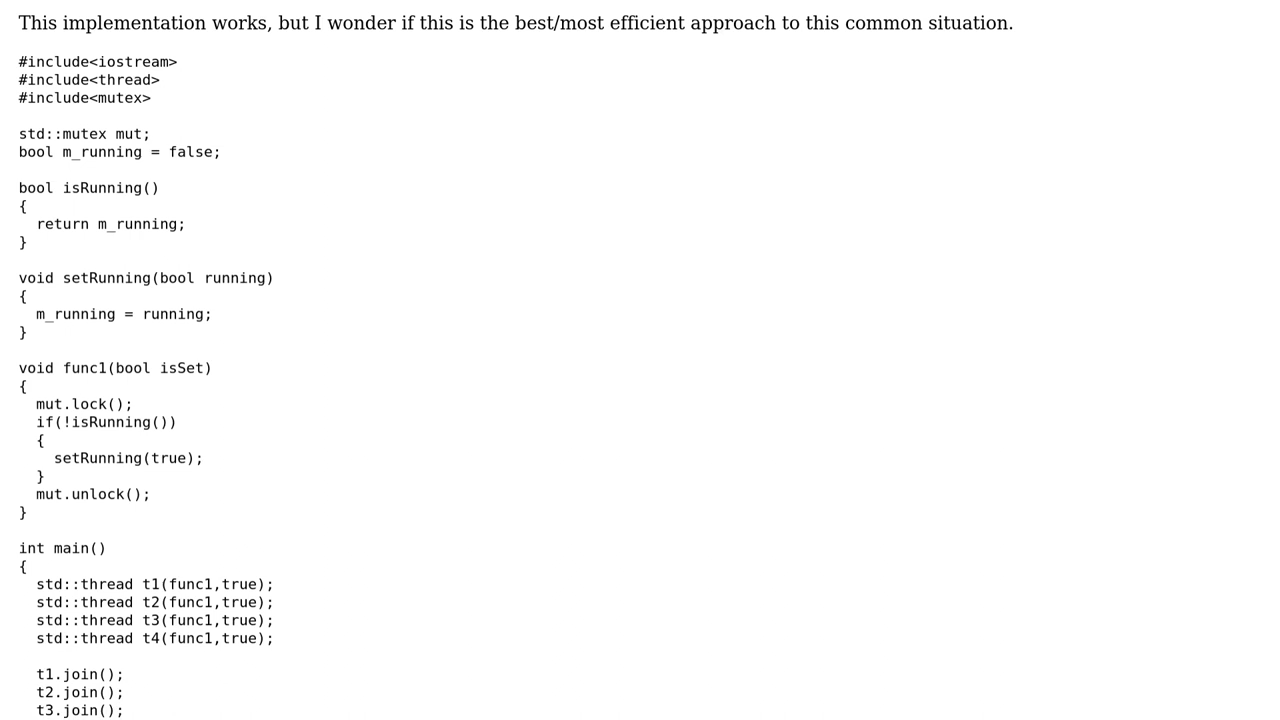 This implementation works, but I wonder if this is the best/most efficient approach to this common situation.
#include<iostream>
#include<thread>
#include<mutex>
std::mutex mut;
bool m_running = false;
bool isRunning()
{
return m_running;
}
void setRunning(bool running)
{
m_running = running;
}
void func1(bool isSet)
{
mut.lock();
if(!isRunning())
{
setRunning(true);
}
mut.unlock();
}
int main()
{
std::thread t1(func1,true);
std::thread t2(func1,true);
std::thread t3(func1,true);
std::thread t4(func1,true);
t1.join();
t2.join();
t3.join();